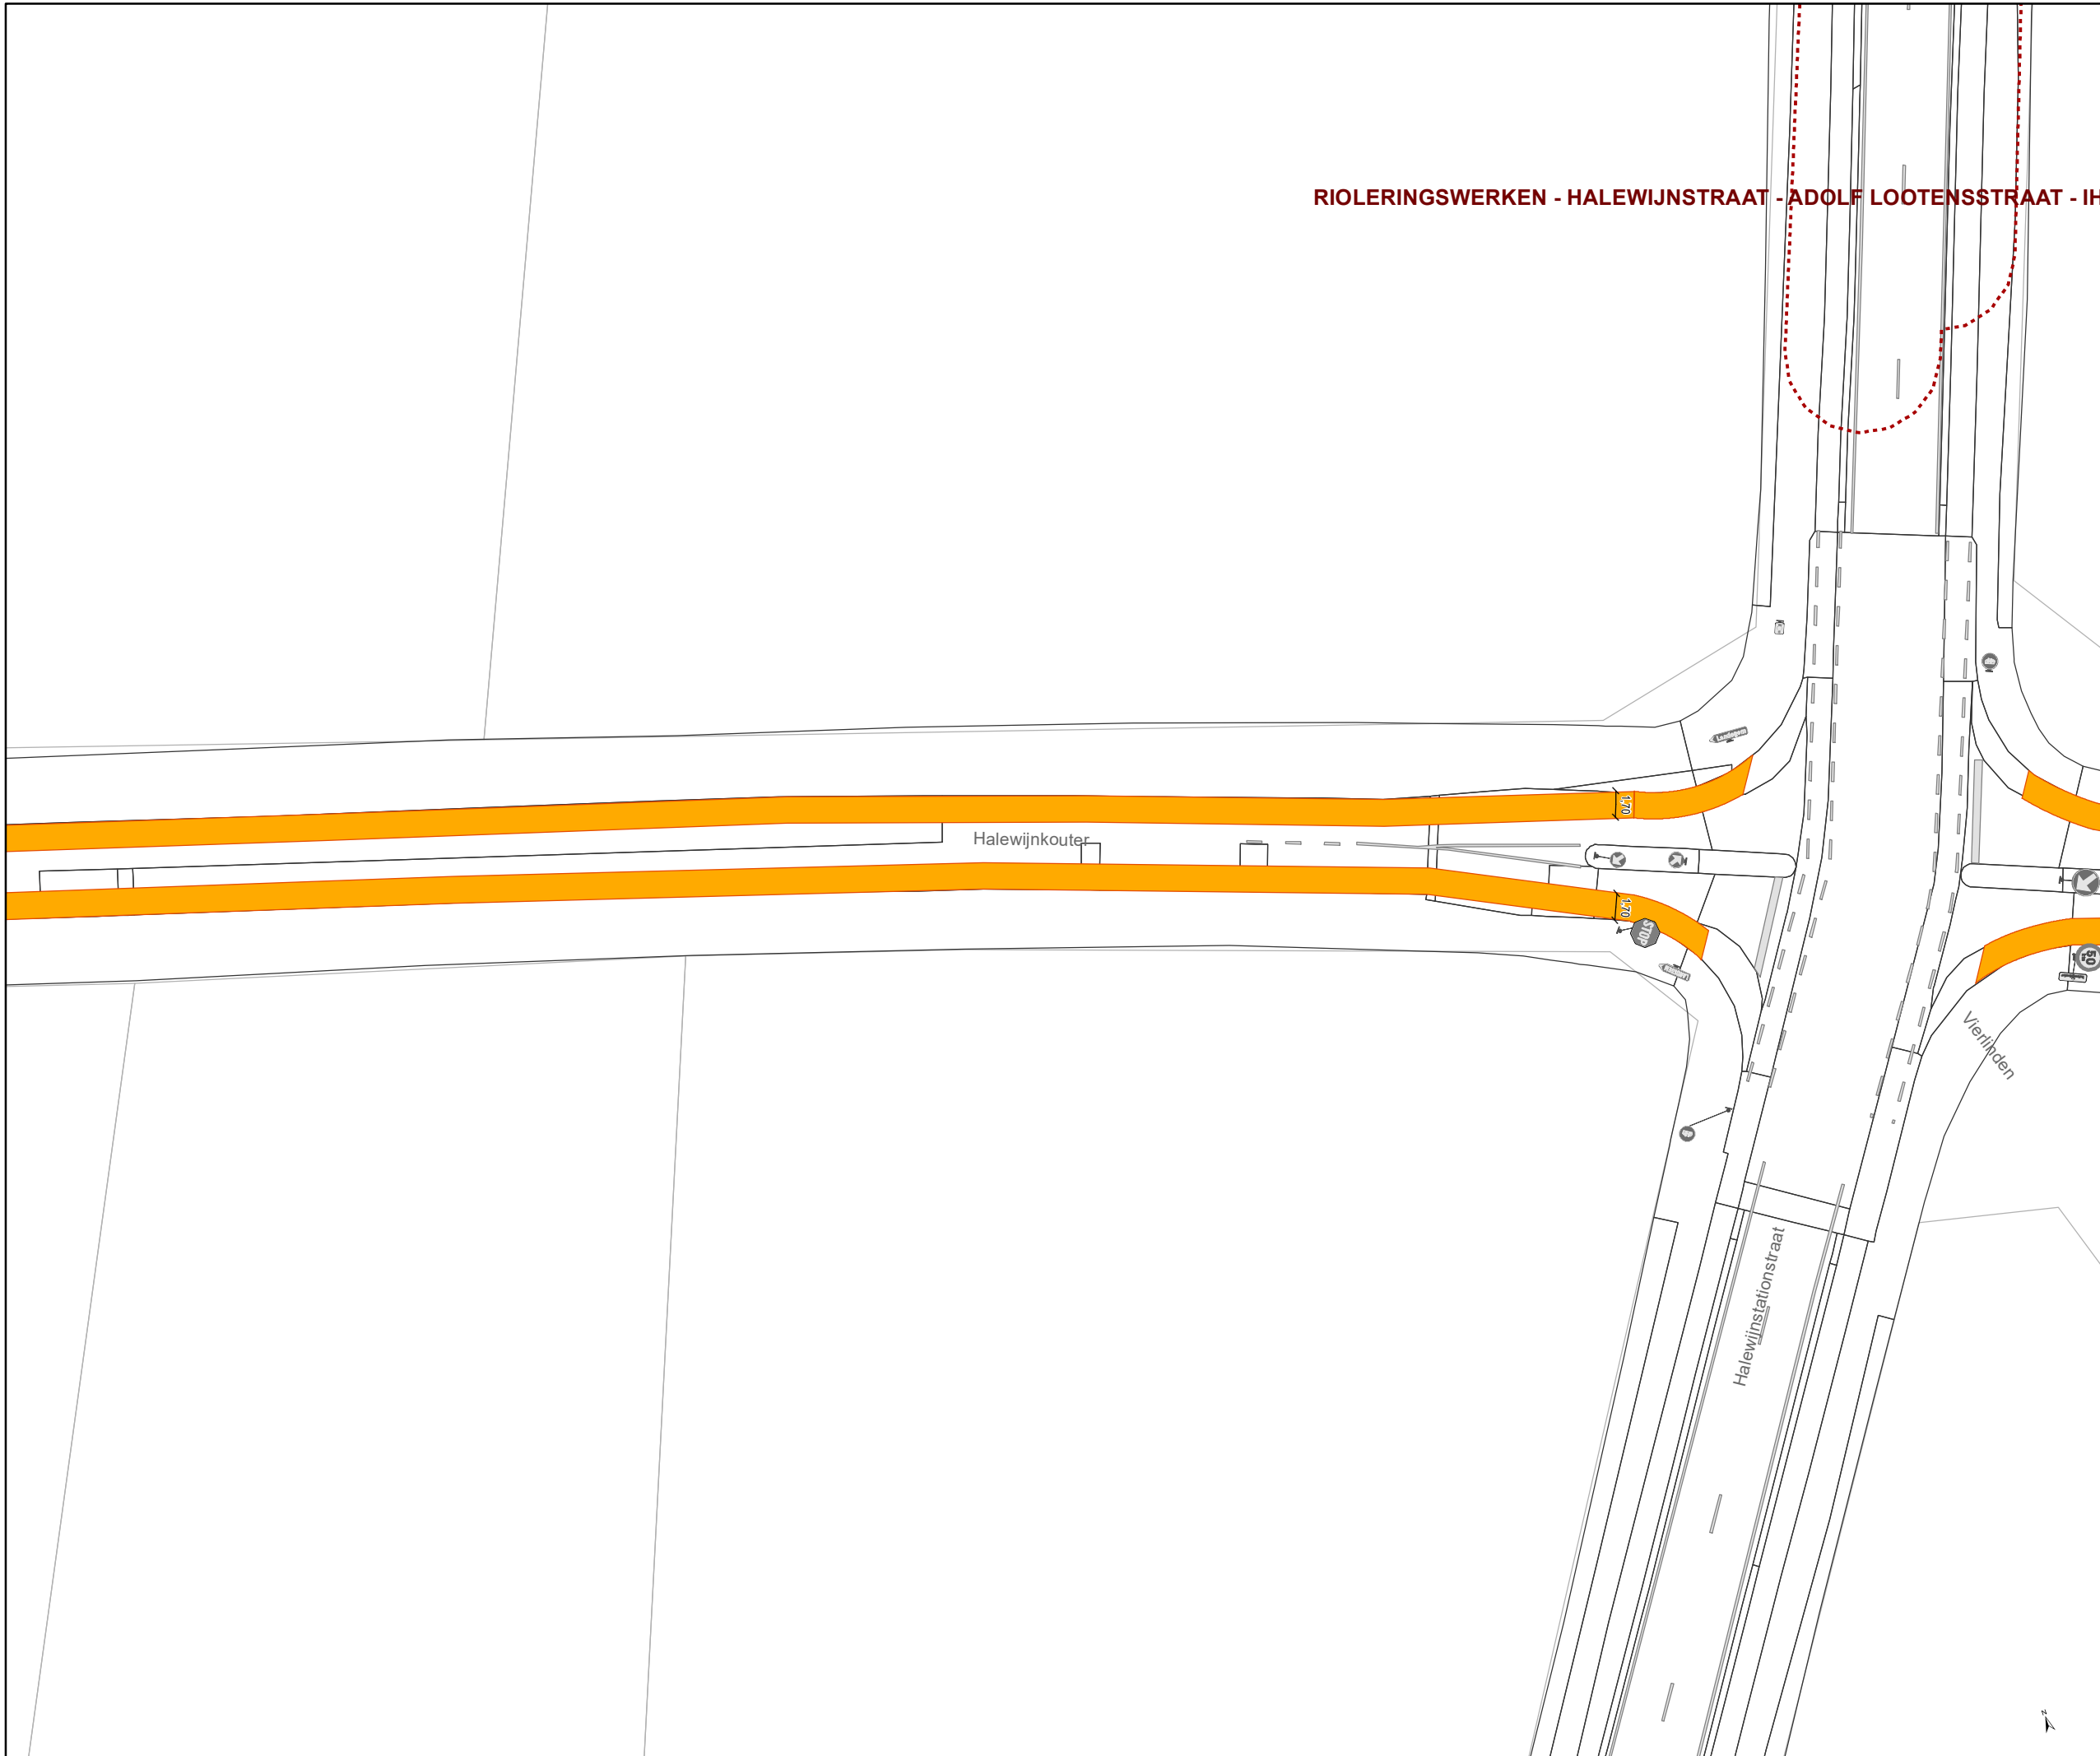 RIOLERINGSWERKEN - HALEWIJNSTRAAT - ADOLF LOOTENSSTRAAT - IH
1,70
Halewijnkouter
1,70
STOP
50
Vierlinden
Halewijnstationstraat
N